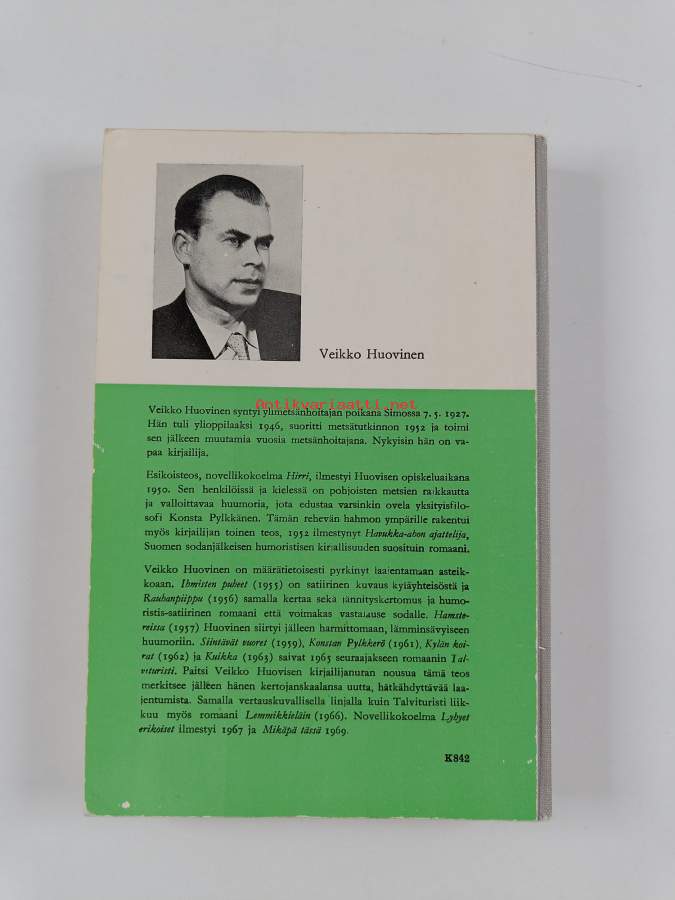 Veikko Huovinen
Antikvariaatti.net
Veikko Huovinen syntyi ylimetsänhoitajan poikana Simossa 7. 5. 1927.
Hän tuli ylioppilaaksi 1946, suoritti metsätutkinnon 1952 ja toimi
sen jälkeen muutamia vuosia metsänhoitajana. Nykyisin hän on va-
paa kirjailija.
Esikoisteos, novellikokoelma Hirri, ilmestyi Huovisen opiskeluaikana
1950. Sen henkilöissä ja kielessä on pohjoisten metsien raikkautta
ja valloittavaa huumoria, jota edustaa varsinkin ovela yksityisfilo-
sofi Konsta Pylkkänen. Tämän rehevän hahmon ympärille rakentui
myös kirjailijan toinen teos, 1952 ilmestynyt Havukka-ahon ajattelija,
Suomen sodanjälkeisen humoristisen kirjallisuuden suosituin romaani.
Veikko Huovinen on määrätietoisesti pyrkinyt laajentamaan asteik-
koaan. Ihmisten puheet (1955) on satiirinen kuvaus kyläyhteisöstä ja
Rauhanpiippu (1956) samalla kertaa sekä jännityskertomus ja humo-
ristis-satiirinen romaani että voimakas vastalause sodalle. Hamste-
reissa (1957) Huovinen siirtyi jälleen harmittomaan, lämminsävyiseen
huumoriin. Siintävät vuoret (1959), Konstan Pylkkerö (1961), Kylän koi-
rat (1962) ja Kuikka (1963) saivat 1965 seuraajakseen romaanin Tal-
vituristi. Paitsi Veikko Huovisen kirjailijanuran nousua tämä teos
merkitsee jälleen hänen kertojanskaalansa uutta, hätkähdyttävää laa-
jentumista. Samalla vertauskuvallisella linjalla kuin Talvituristi liik-
kuu myös romaani Lemmikkieläin (1966). Novellikokoelma Lyhyet
erikoiset ilmestyi 1967 ja Mikäpä tässä 1969.
K842